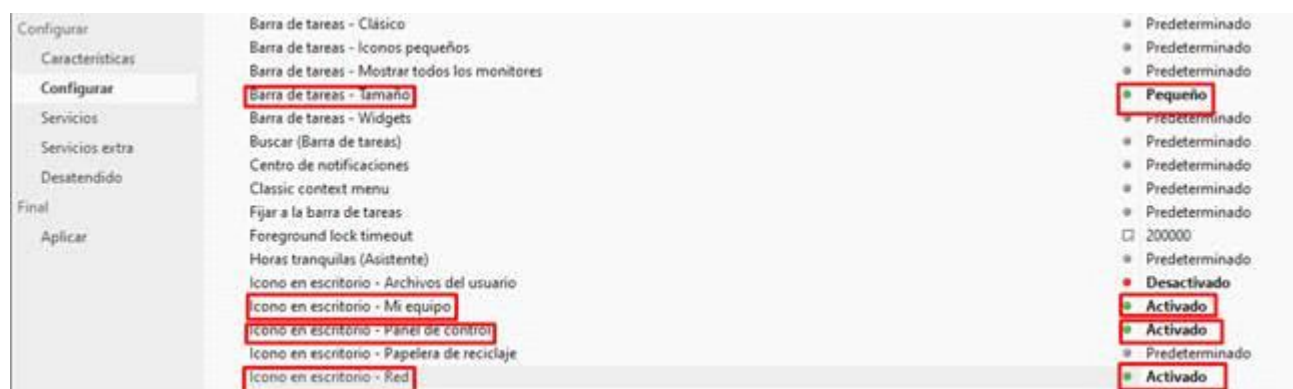 Configurar
Características
Configurar
Servicios
Servicios extra
Desatendido
Final
Aplicar
Barra de tareas - Clásico Predeterminado
Barra de tareas - Iconos pequeños Predeterminado
Barra de tareas - Mostrar todos los monitores Predeterminado
Barra de tareas - Tamaño Pequeño
Barra de tareas - Widgets Predeterminado
Buscar (Barra de tareas) Predeterminado
Centro de notificaciones Predeterminado
Classic context menu Predeterminado
Fijar a la barra de tareas Predeterminado
Foreground lock timeout 200000
Horas tranquilas (Asistente) Predeterminado
Icono en escritorio - Archivos del usuario Desactivado
Icono en escritorio - Mi equipo Activado
Icono en escritorio - Panel de control Activado
Icono en escritorio - Papelera de reciclaje Predeterminado
Icono en escritorio - Red Activado